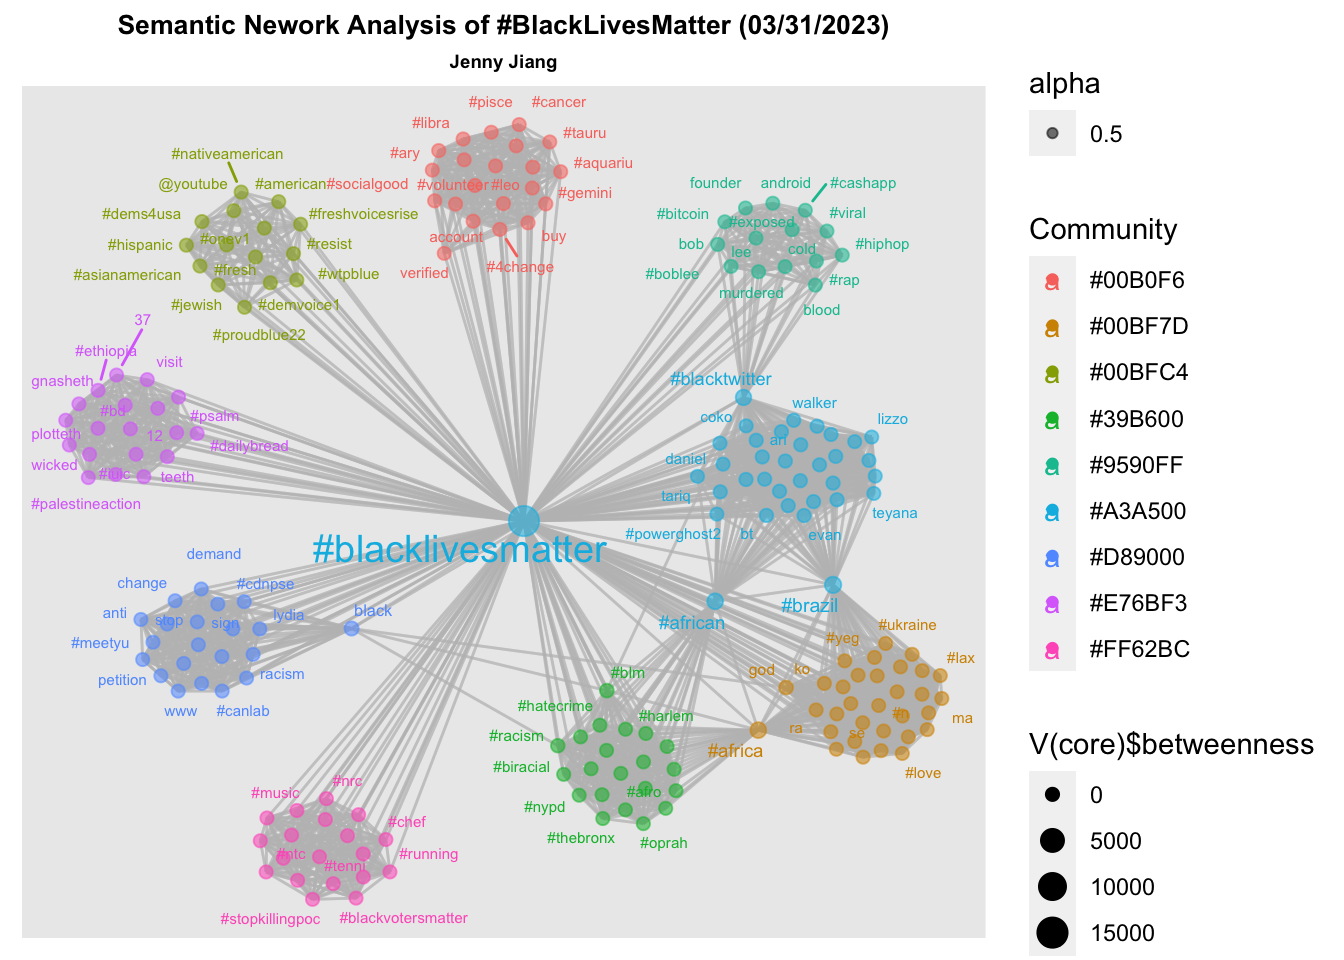 Semantic Nework Analysis of #BlackLivesMatter (03/31/2023)
Jenny Jiang
#pisce
#cancer
#libra
#tauru
#ary
#aquariu
#socialgood
#volunteer
#leo
#gemini
account
buy
verified
#4change
#nativeamerican
@youtube
#american
#dems4usa
#freshvoicesrise
#hispanic
#onev1
#resist
#asianamerican
#fresh
#wtpblue
#jewish
#demvoice1
#proudblue22
founder
android
#cashapp
#bitcoin
#exposed
#viral
bob
lee
cold
#hiphop
#boblee
murdered
#rap
blood
37
#ethiopia
visit
gnasheth
#bd
#psalm
plotteth
12
#dailybread
wicked
teeth
#palestineaction
#blacktwitter
walker
coko
lizzo
ari
daniel
tariq
teyana
#powerghost2
bt
evan
#blacklivesmatter
#african
#brazil
demand
change
#cdnpse
anti
stop
sign
lydia
black
#meetyu
petition
racism
www
#canlab
#blm
#hatecrime
#harlem
#racism
#biracial
#afro
#nypd
#thebronx
#oprah
#ukraine
#yeg
#lax
god
ko
#n
ma
ra
se
#africa
#love
#nrc
#music
#chef
#ntc
#tenni
#running
#stopkillingpoc
#blackvotersmatter
alpha
0.5
Community
a #00B0F6
a #00BF7D
a #00BFC4
a #39B600
a #9590FF
a #A3A500
a #D89000
a #E76BF3
a #FF62BC
V(core)$betweenness
0
5000
10000
15000